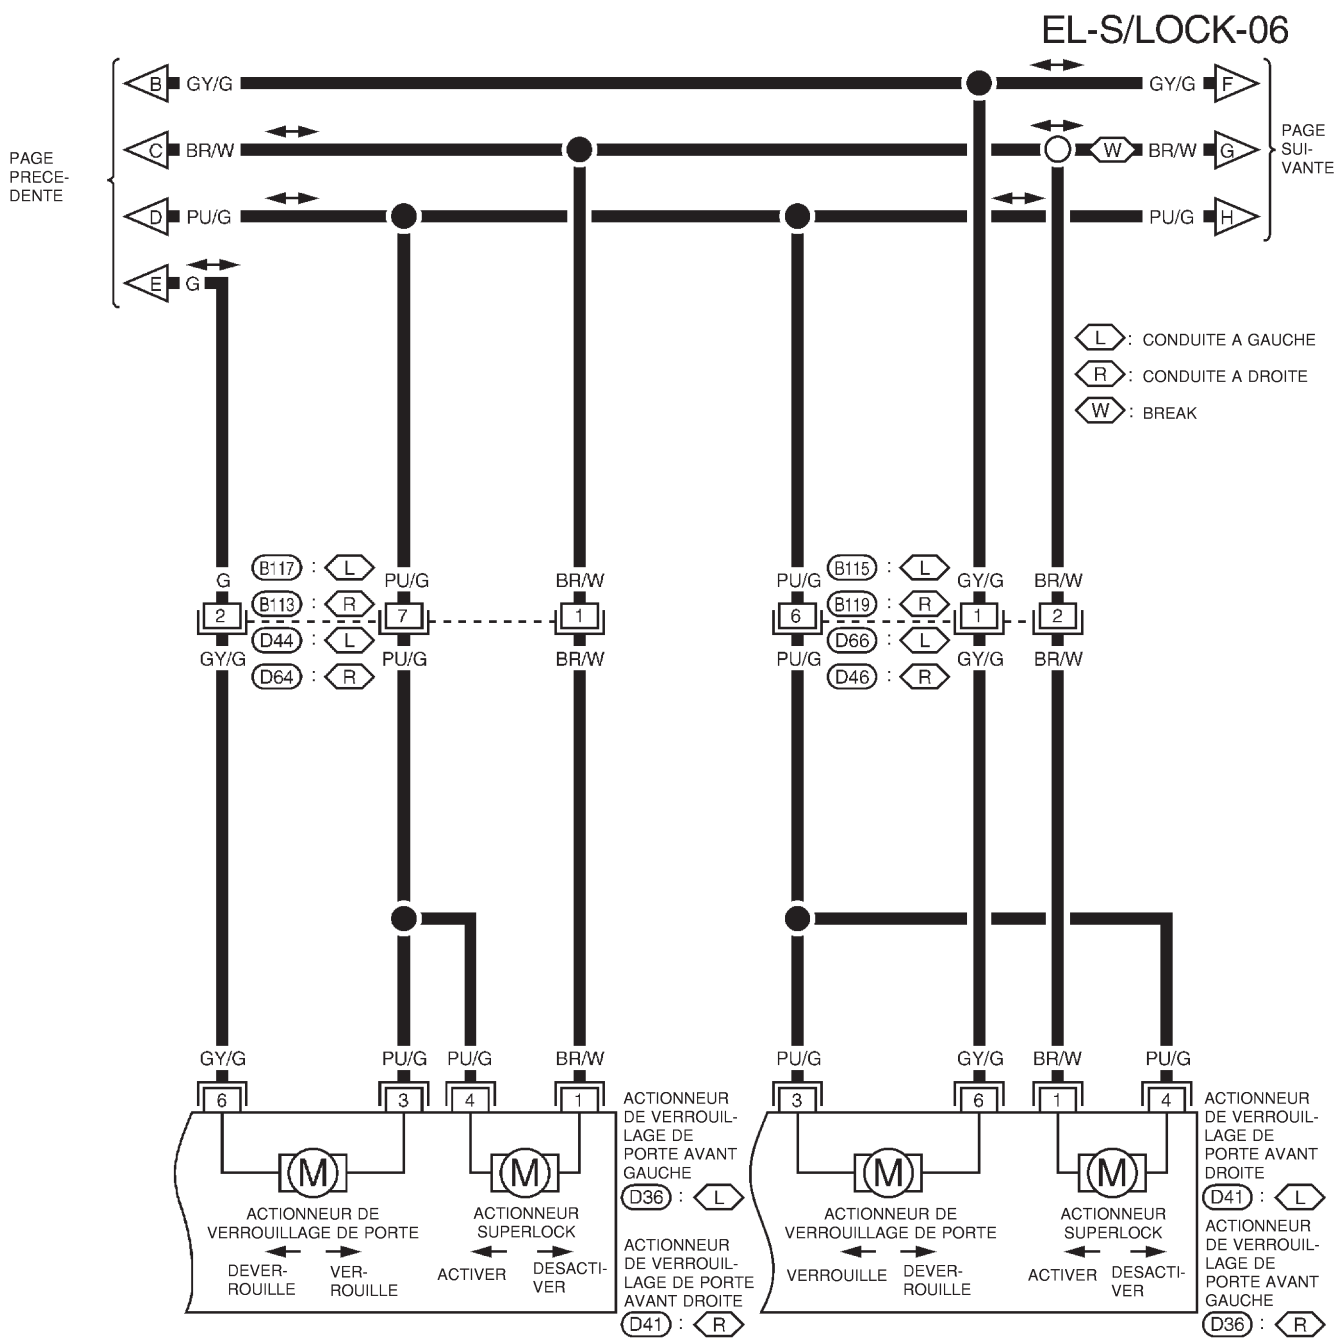 EL-S/LOCK-06
B GY/G GY/G F
C BR/W W BR/W G
D PU/G PU/G H
E G
PAGE
PRECE-
DENTE
PAGE
SUI-
VANTE
L : CONDUITE A GAUCHE
R : CONDUITE A DROITE
W : BREAK
G B117 : L PU/G BR/W PU/G B115 : L GY/G BR/W
2 B113 : R 7 1 6 B119 : R 1 2
GY/G D44 : L PU/G BR/W PU/G D66 : L GY/G BR/W
D64 : R D46 : R
GY/G PU/G PU/G BR/W PU/G GY/G BR/W PU/G
6 3 4 1 3 6 1 4
M M M M
ACTIONNEUR DE
VERROUILLAGE DE PORTE
DEVER-
ROUILLE
VER-
ROUILLE
ACTIONNEUR
SUPERLOCK
ACTIVER
DESACTI-
VER
ACTIONNEUR
DE VERROUIL-
LAGE DE
PORTE AVANT
GAUCHE
D36 : L
ACTIONNEUR
DE VERROUIL-
LAGE DE PORTE
AVANT DROITE
D41 : R
ACTIONNEUR DE
VERROUILLAGE DE PORTE
VERROUILLE
DEVER-
ROUILLE
ACTIONNEUR
SUPERLOCK
ACTIVER
DESACTI-
VER
ACTIONNEUR
DE VERROUIL-
LAGE DE
PORTE AVANT
DROITE
D41 : L
ACTIONNEUR
DE VERROUIL-
LAGE DE
PORTE AVANT
GAUCHE
D36 : R